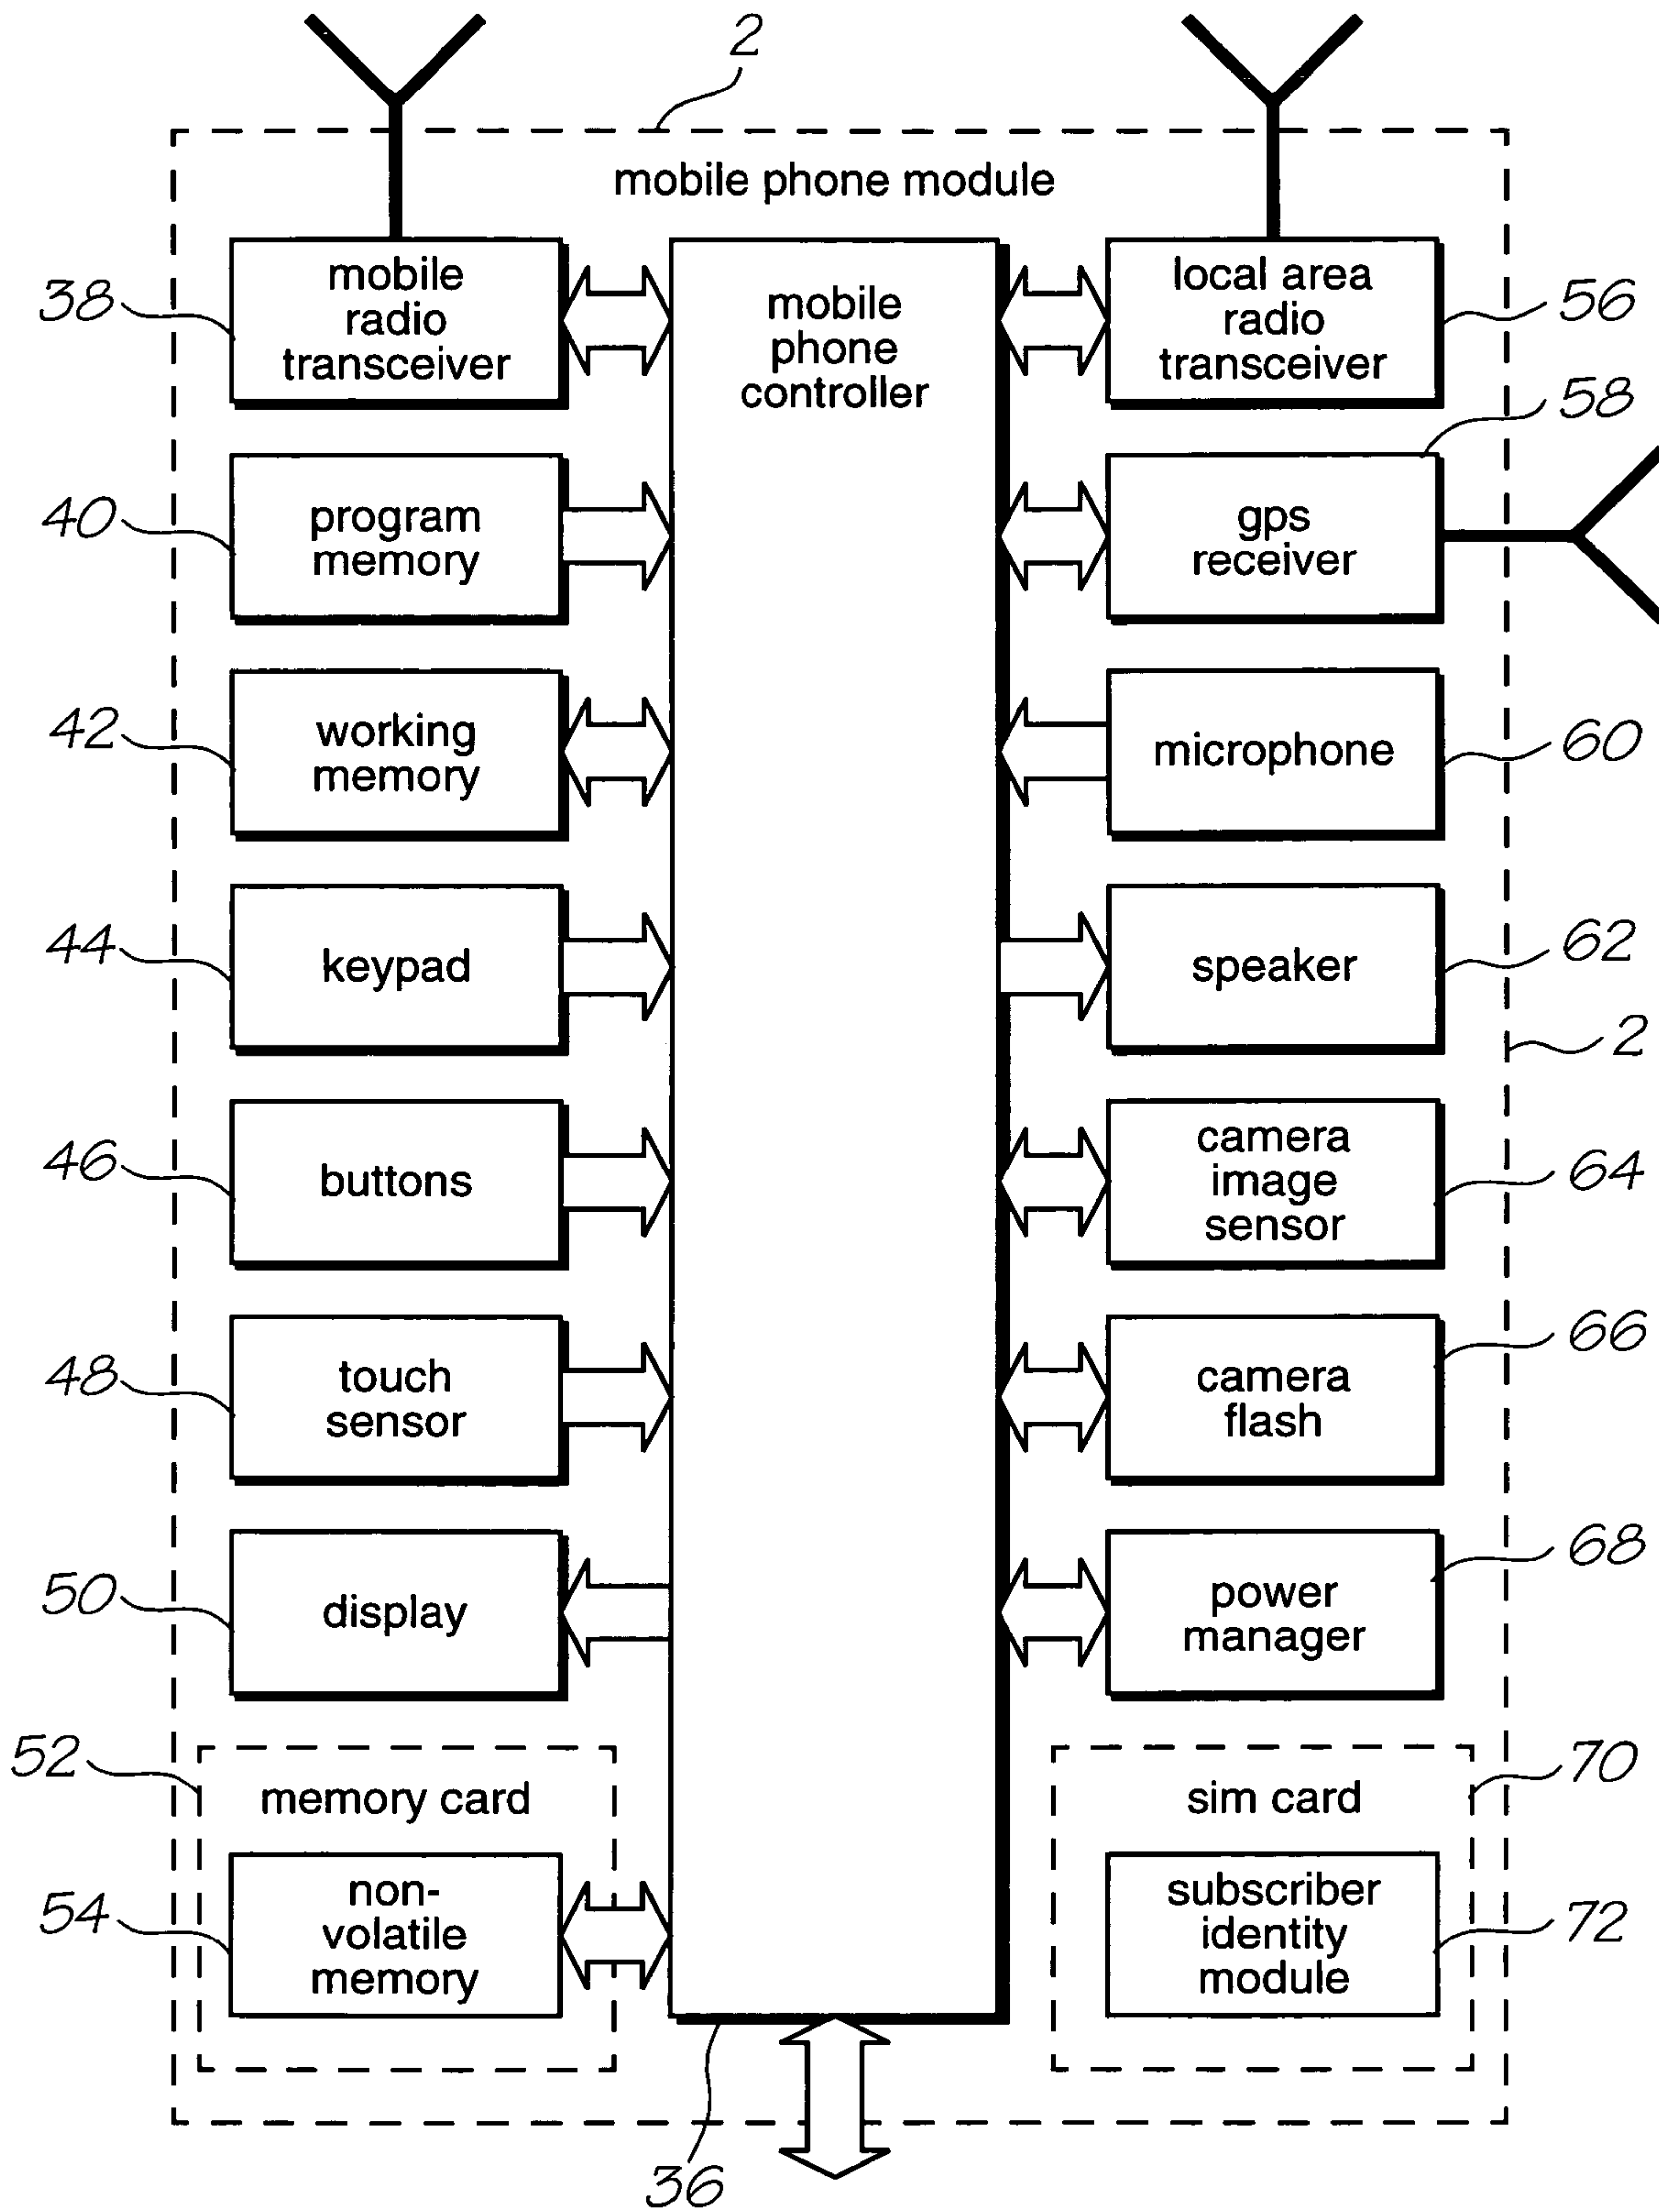 2
mobile phone module
38
mobile
radio
transceiver
mobile
phone
controller
local area
radio
transceiver
56
58
40
program
memory
gps
receiver
42
working
memory
microphone
60
44
keypad
speaker
62
2
46
buttons
camera
image
sensor
64
48
touch
sensor
camera
flash
66
50
display
power
manager
68
52
memory card
sim card
70
54
non-
volatile
memory
subscriber
identity
module
72
36